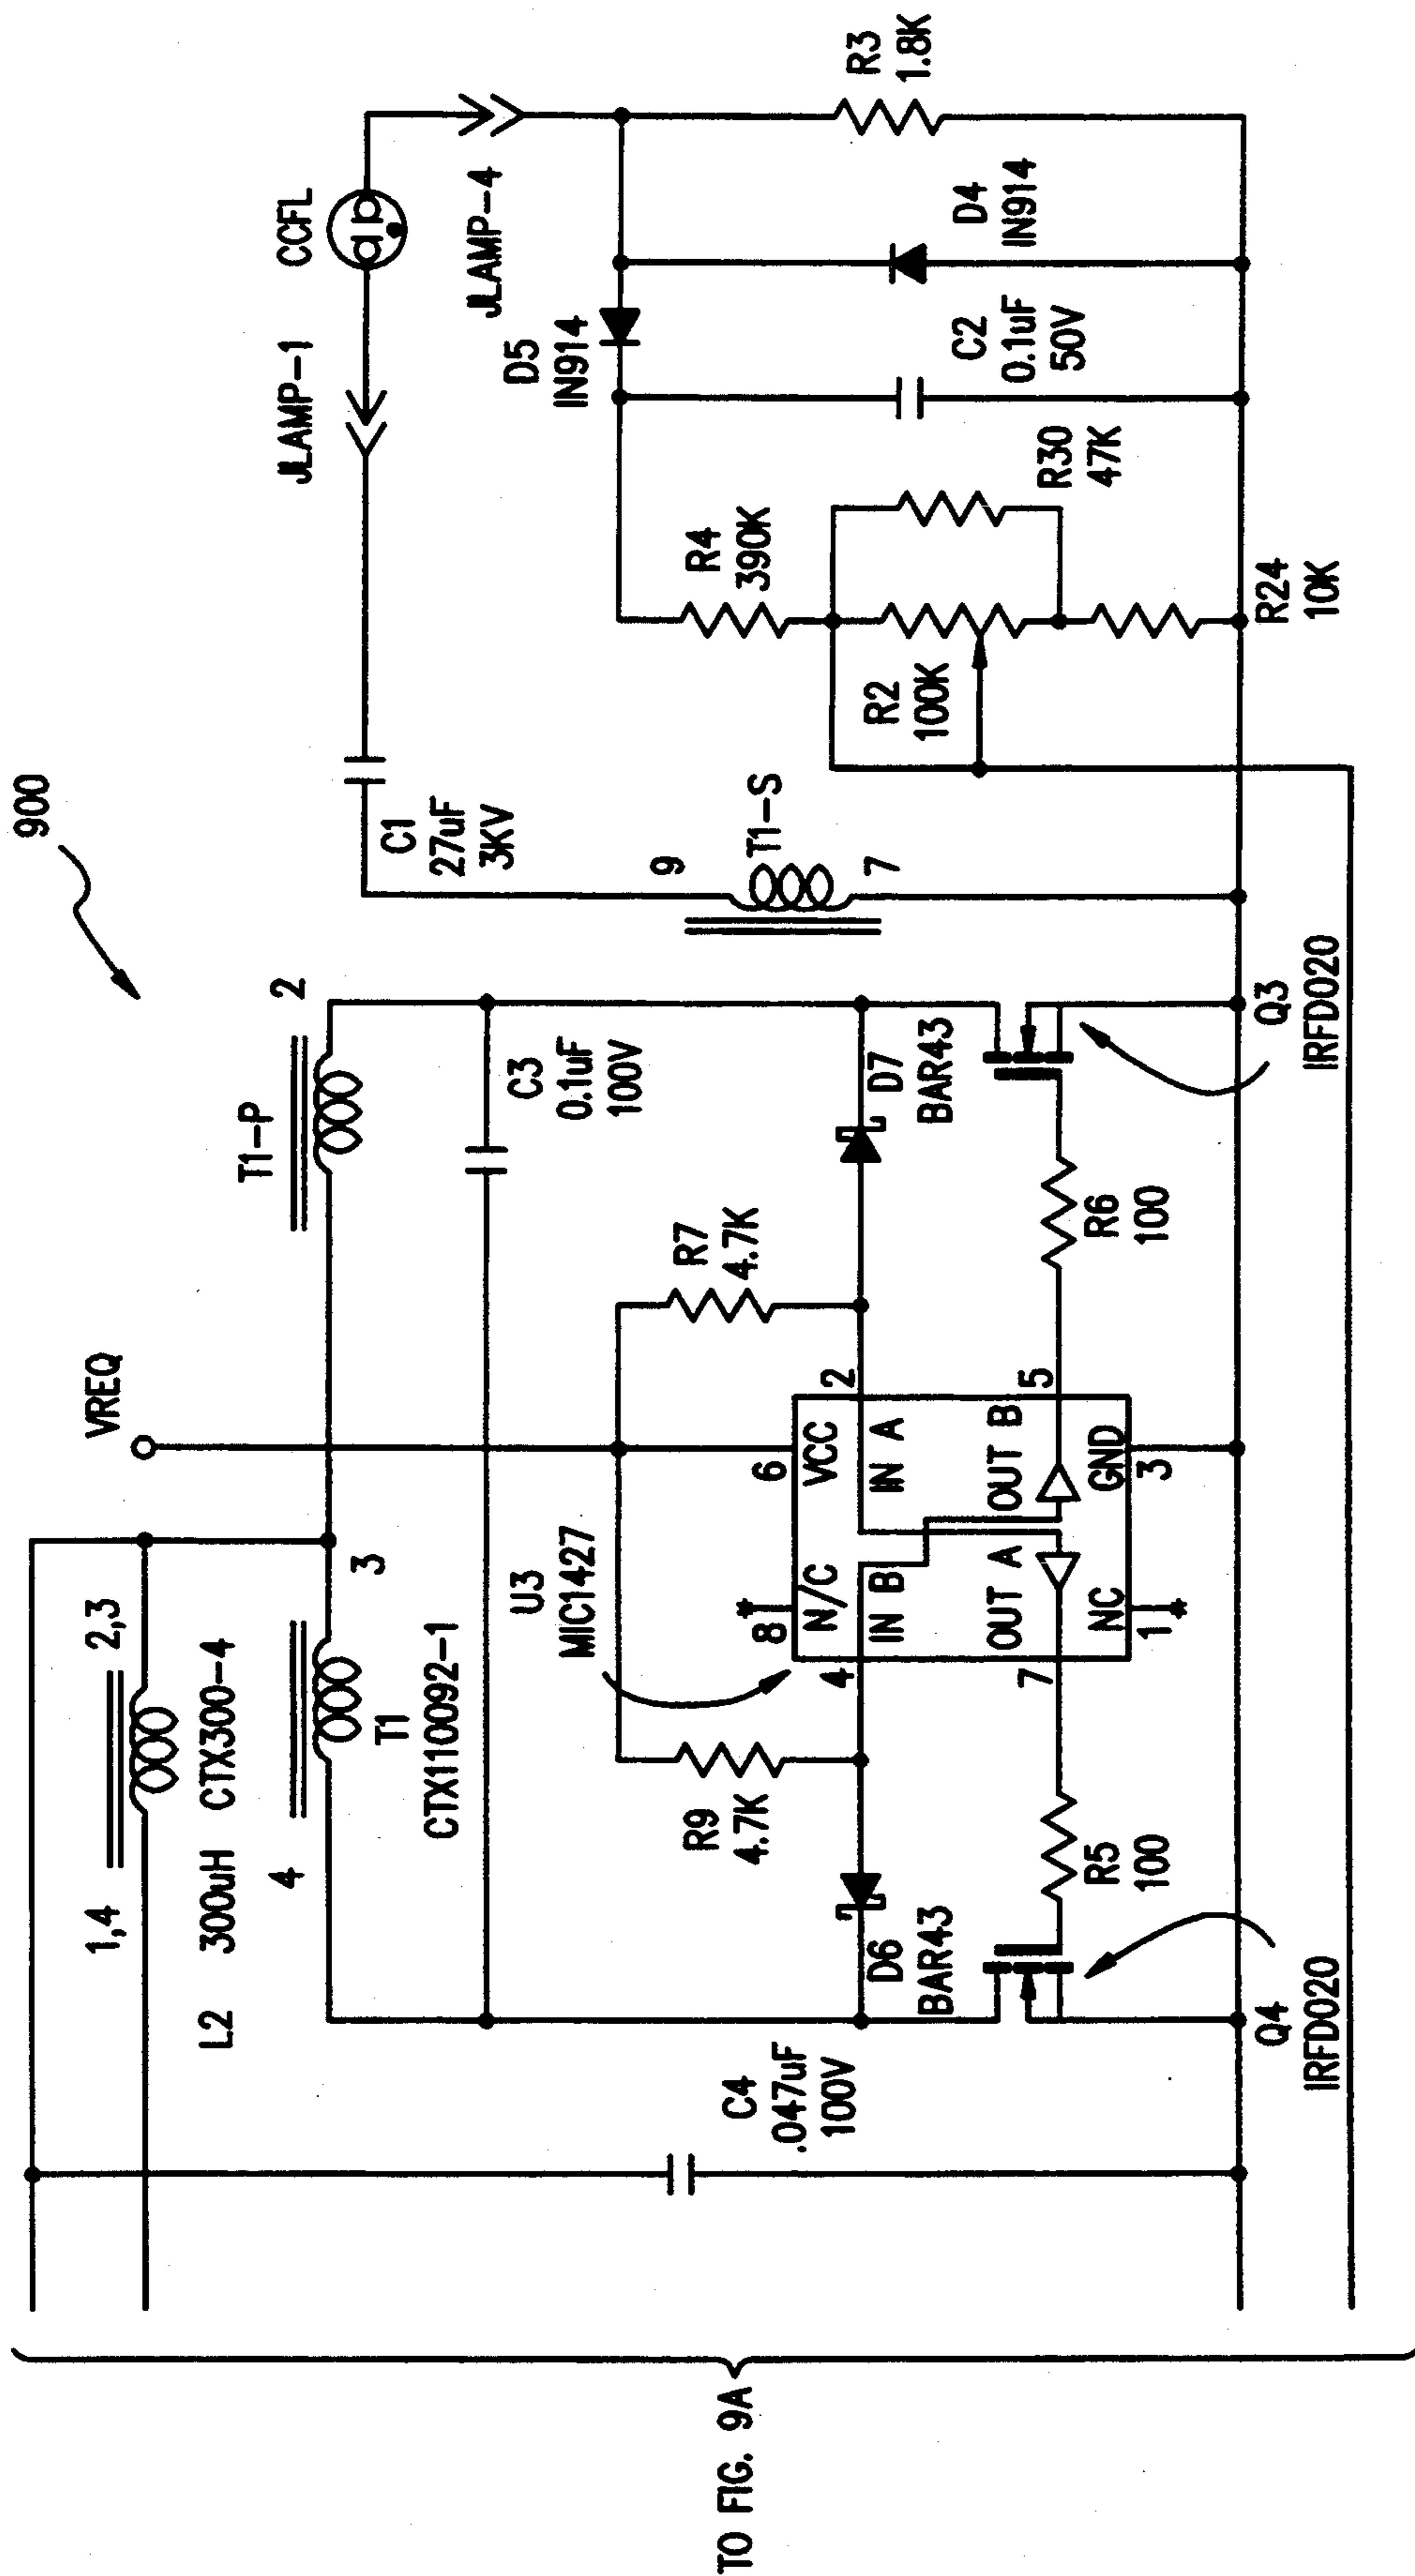 900
CCFL
JLAMP-1
JLAMP-4
R3
1.8K
D5
IN914
D4
IN914
C2
0.1uF
50V
R4
390K
R30
47K
R2
100K
R24
10K
C1
27uF
3KV
9
T1-S
7
2
T1-P
C3
0.1uF
100V
D7
BAR43
Q3
IRFD020
R7
4.7K
R6
100
VREQ
2
5
6
VCC
IN A
OUT B
GND
3
U3
MIC1427
8
N/C
IN B
OUT A
NC
1
4
7
2,3
3
1,4
L2 300uH CTX300-4
4
T1
CTX110092-1
R9
4.7K
R5
100
D6
BAR43
Q4
IRFD020
C4
.047uF
100V
TO FIG. 9A